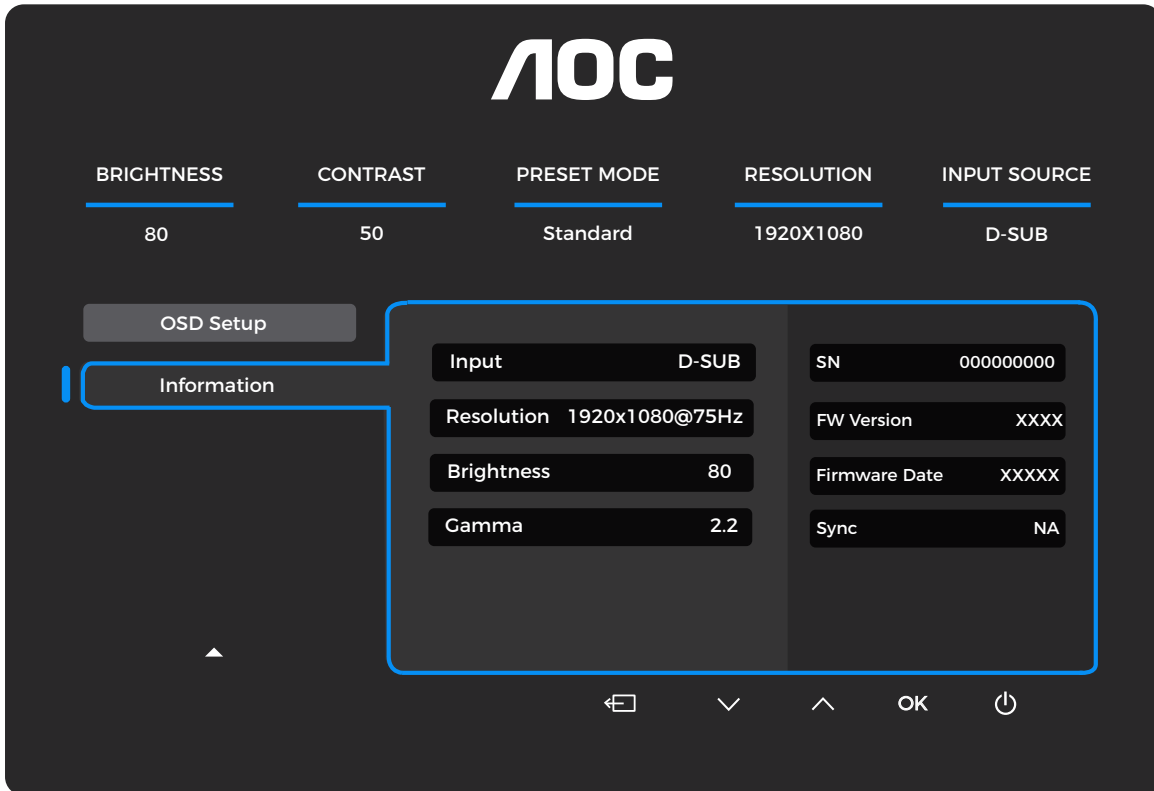 AOC
BRIGHTNESS CONTRAST PRESET MODE RESOLUTION INPUT SOURCE
80 50 Standard 1920X1080 D-SUB
OSD Setup
Information
Input D-SUB
Resolution 1920x1080@75Hz
Brightness 80
Gamma 2.2
SN 000000000
FW Version XXXX
Firmware Date XXXXX
Sync NA
OK